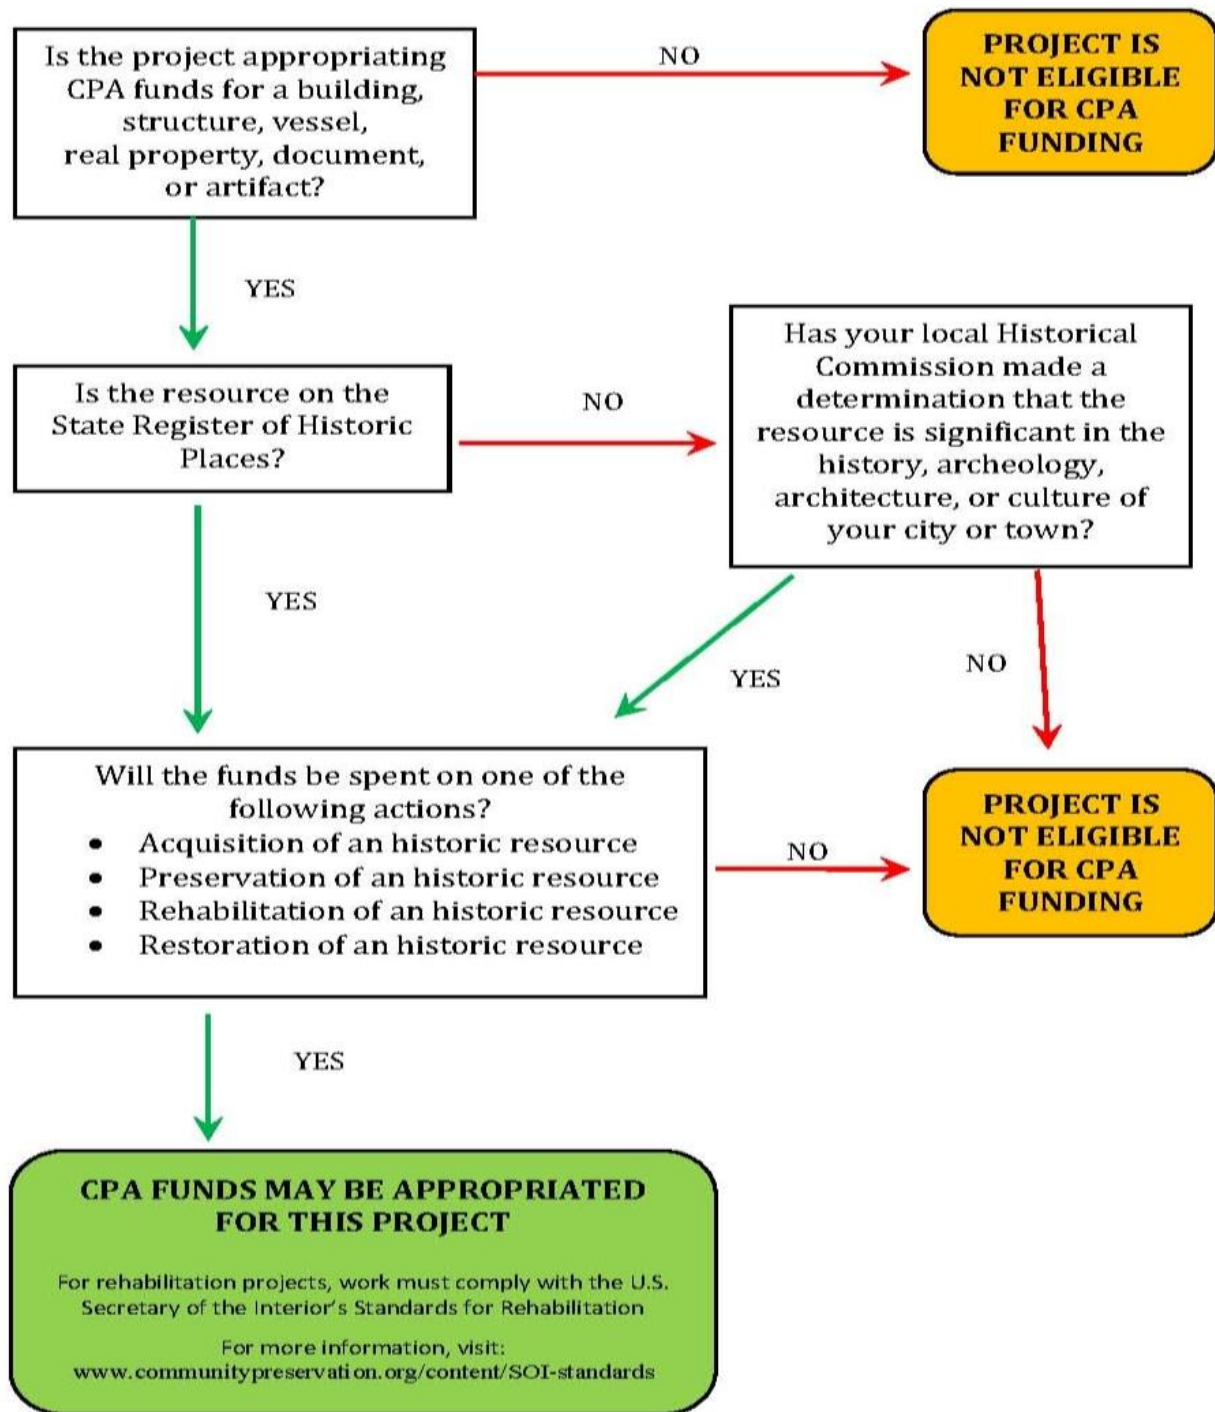 Is the project appropriating
CPA funds for a building,
structure, vessel,
real property, document,
or artifact?
NO
PROJECT IS
NOT ELIGIBLE
FOR CPA
FUNDING
YES
Is the resource on the
State Register of Historic
Places?
NO
Has your local Historical
Commission made a
determination that the
resource is significant in the
history, archeology,
architecture, or culture of
your city or town?
YES
YES
NO
Will the funds be spent on one of the
following actions?
• Acquisition of an historic resource
• Preservation of an historic resource
• Rehabilitation of an historic resource
• Restoration of an historic resource
NO
PROJECT IS
NOT ELIGIBLE
FOR CPA
FUNDING
YES
CPA FUNDS MAY BE APPROPRIATED
FOR THIS PROJECT
For rehabilitation projects, work must comply with the U.S.
Secretary of the Interior's Standards for Rehabilitation
For more information, visit:
www.communitypreservation.org/content/SOI-standards